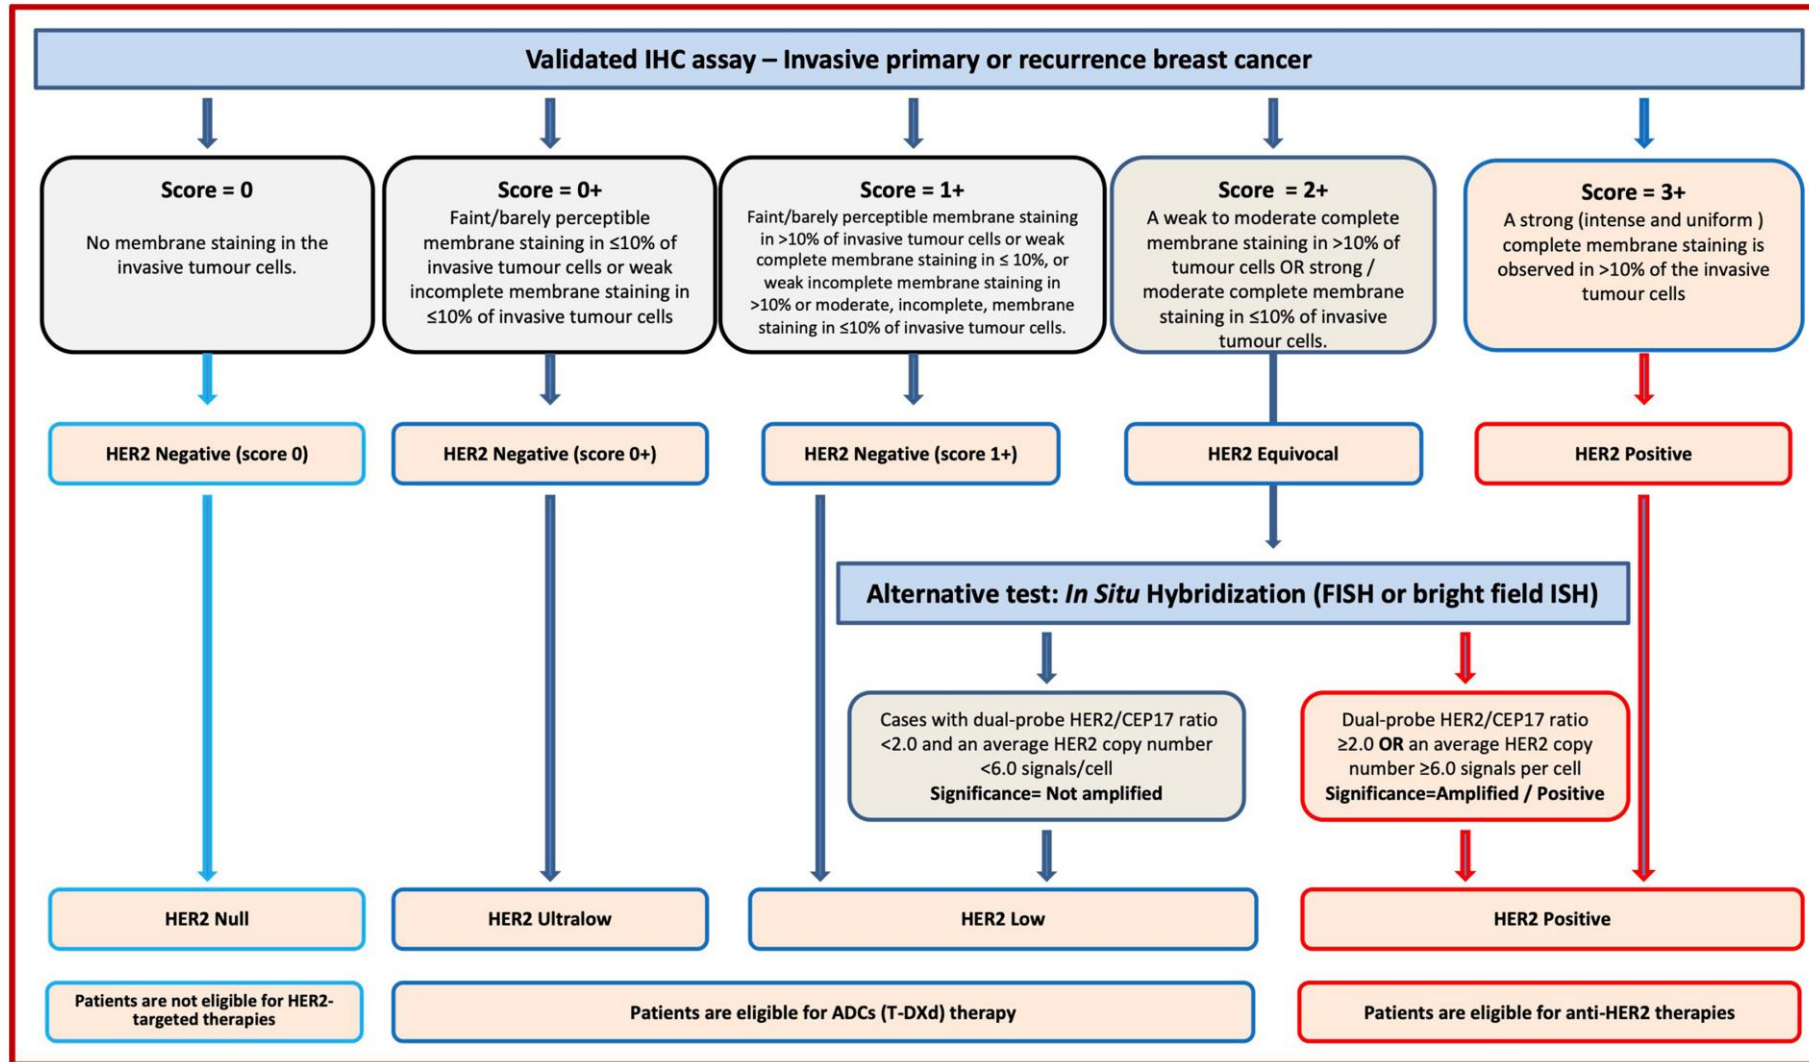 Validated IHC assay – Invasive primary or recurrence breast cancer
Score = 0
No membrane staining in the
invasive tumour cells.
Score = 0+
Faint/barely perceptible
membrane staining in ≤10% of
invasive tumour cells or weak
incomplete membrane staining in
≤10% of invasive tumour cells
Score = 1+
Faint/barely perceptible membrane staining
in >10% of invasive tumour cells or weak
complete membrane staining in ≤ 10%, or
weak incomplete membrane staining in
>10% or moderate, incomplete, membrane
staining in ≤10% of invasive tumour cells.
Score = 2+
A weak to moderate complete
membrane staining in >10% of
tumour cells OR strong /
moderate complete membrane
staining in ≤10% of invasive
tumour cells.
Score = 3+
A strong (intense and uniform )
complete membrane staining is
observed in >10% of the invasive
tumour cells
HER2 Negative (score 0)
HER2 Negative (score 0+)
HER2 Negative (score 1+)
HER2 Equivocal
HER2 Positive
Alternative test: In Situ Hybridization (FISH or bright field ISH)
Cases with dual-probe HER2/CEP17 ratio
<2.0 and an average HER2 copy number
<6.0 signals/cell
Significance= Not amplified
Dual-probe HER2/CEP17 ratio
≥2.0 OR an average HER2 copy
number ≥6.0 signals per cell
Significance=Amplified / Positive
HER2 Null
HER2 Ultralow
HER2 Low
HER2 Positive
Patients are not eligible for HER2-
targeted therapies
Patients are eligible for ADCs (T-DXd) therapy
Patients are eligible for anti-HER2 therapies